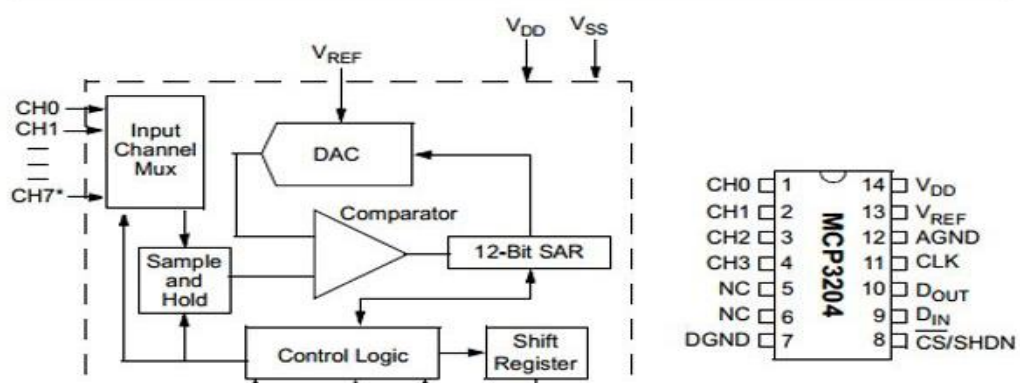 VDD VSS
VREF
CH0
CH1
CH7*
Input
Channel
Mux
DAC
Comparator
12-Bit SAR
Sample
and
Hold
Control Logic
Shift
Register
CH0 1 14 VDD
CH1 2 13 VREF
CH2 3 12 AGND
CH3 4 11 CLK
NC 5 10 DOUT
NC 6 9 DIN
DGND 7 8 CS/SHDN
MCP3204